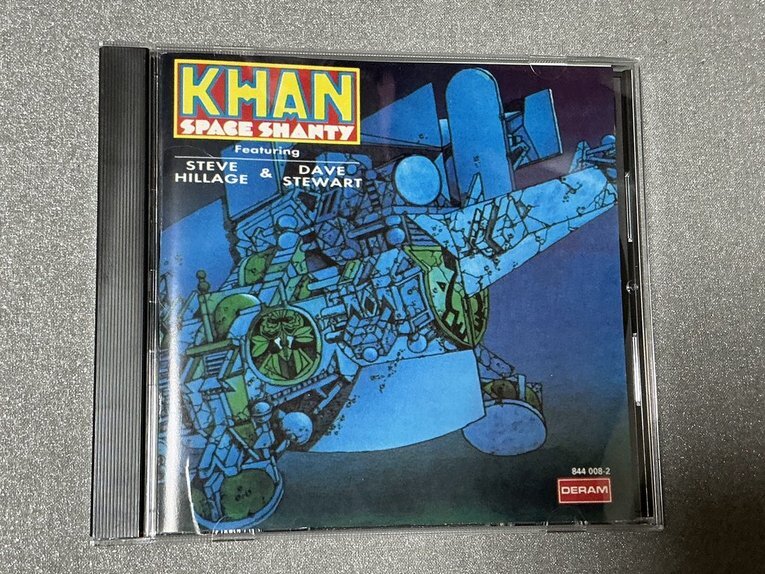 KHAN
SPACE SHANTY
Featuring
STEVE HILLAGE & DAVE STEWART
844 008-2
DERAM